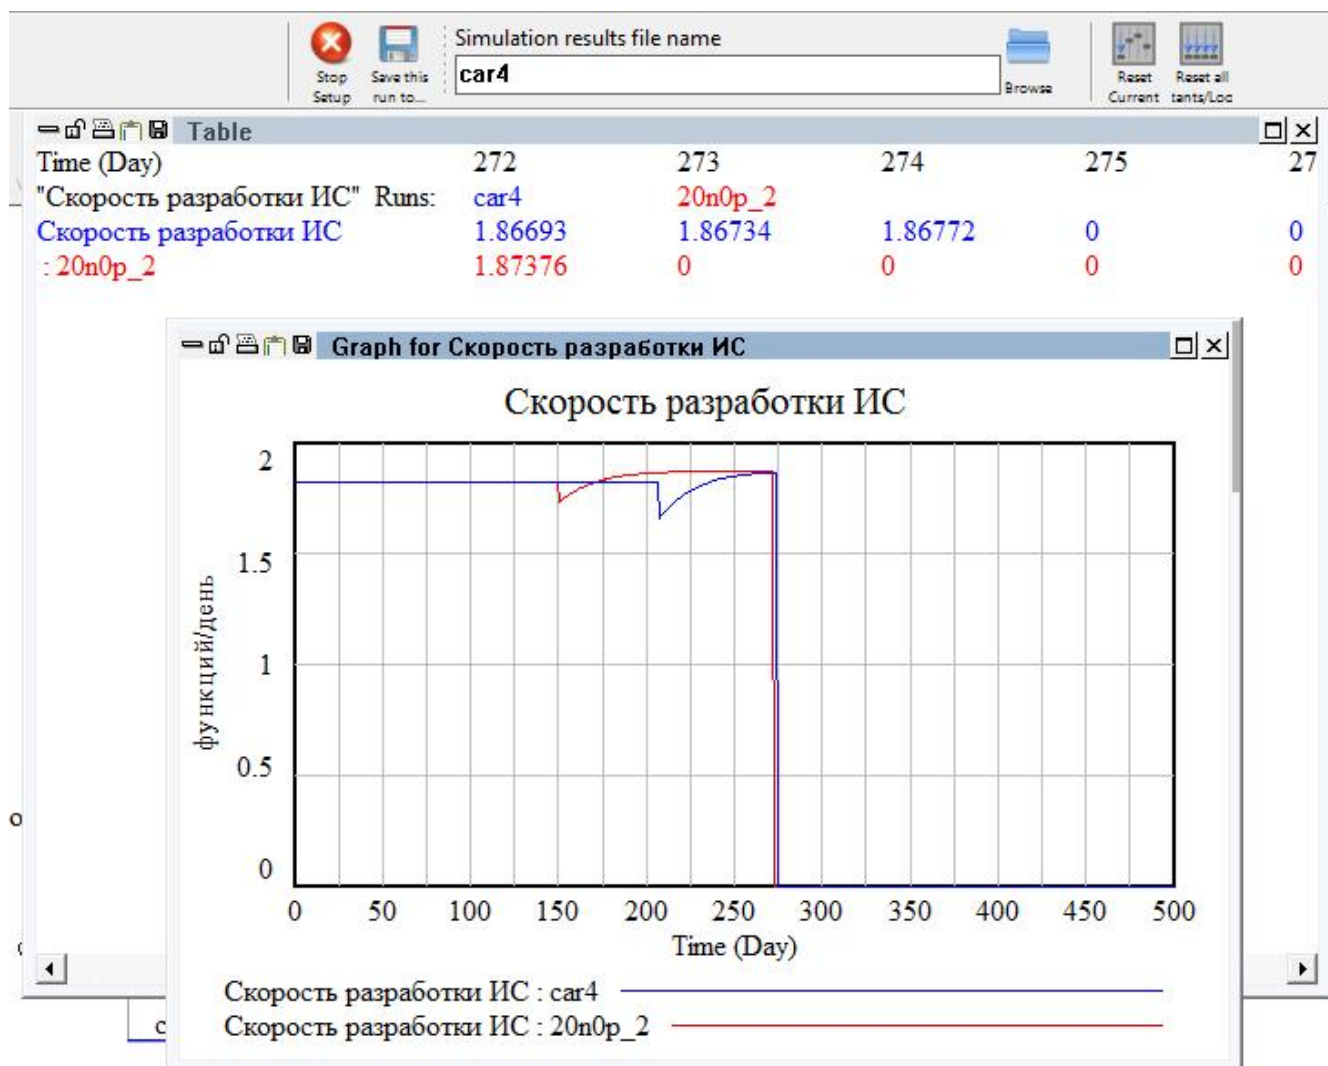 Simulation results file name
Stop Setup
Save this run to...
car4
Browse
Reset Current
Reset all
tants/Loc
Table
Time (Day) 272 273 274 275 27
"Скорость разработки ИС" Runs: car4 20n0p_2
Скорость разработки ИС 1.86693 1.86734 1.86772 0 0
: 20n0p_2 1.87376 0 0 0 0
Graph for Скорость разработки ИС
Скорость разработки ИС
2
1.5
1
0.5
0
функций/день
0 50 100 150 200 250 300 350 400 450 500
Time (Day)
Скорость разработки ИС : car4
Скорость разработки ИС : 20n0p_2